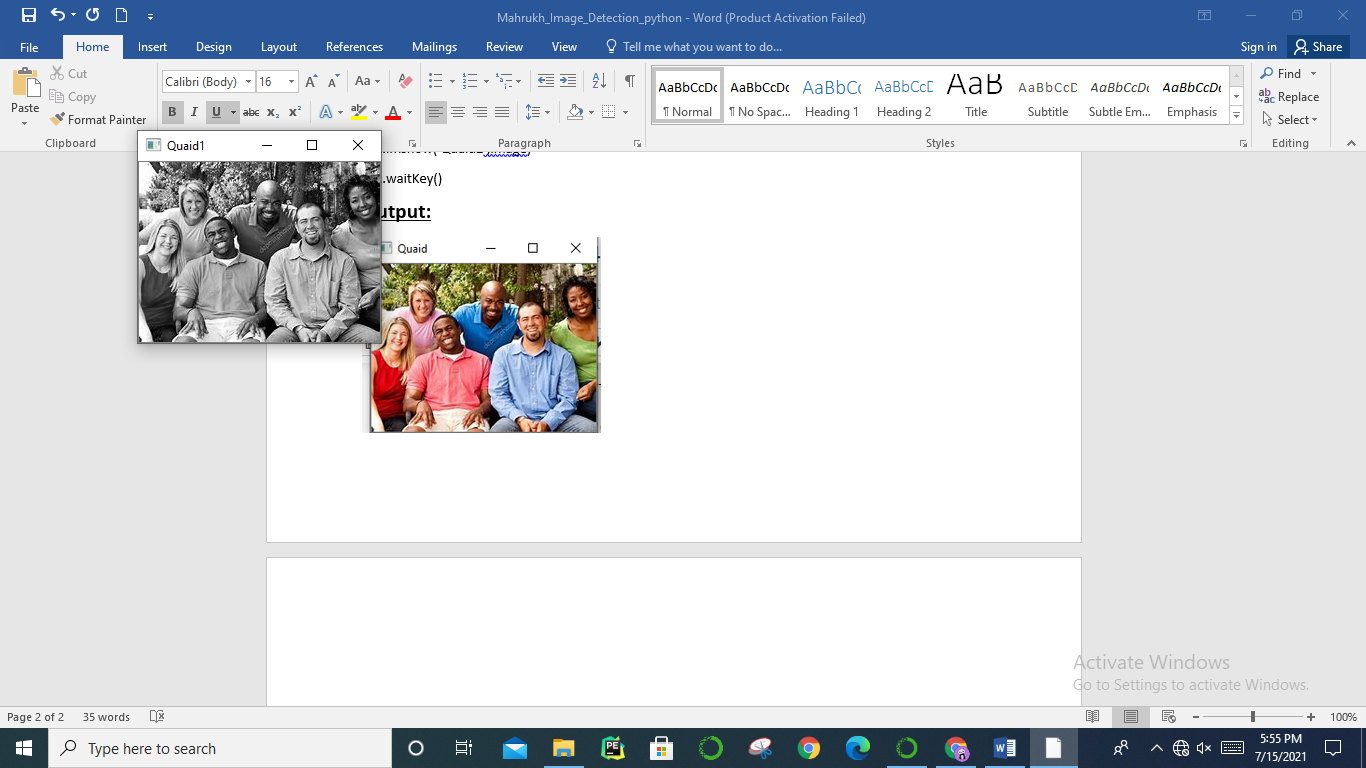 Mahrukh_Image_Detection_python - Word (Product Activation Failed)
File Home Insert Design Layout References Mailings Review View Tell me what you want to do... Sign in Share
Paste
Cut
Copy
Format Painter
Clipboard
Calibri (Body) 16
Paragraph
AaBbCcDc AaBbCcDc AaBbCc AaBbCcD AaB AaBbCcD AaBbCcDc AaBbCcDc
¶ Normal ¶ No Spac... Heading 1 Heading 2 Title Subtitle Subtle Em... Emphasis
Styles
Find
Replace
Select
Editing
Quaid1
.waitKey()
utput:
Quaid
Activate Windows
Go to Settings to activate Windows.
Page 2 of 2 35 words 100%
Type here to search
5:55 PM
7/15/2021